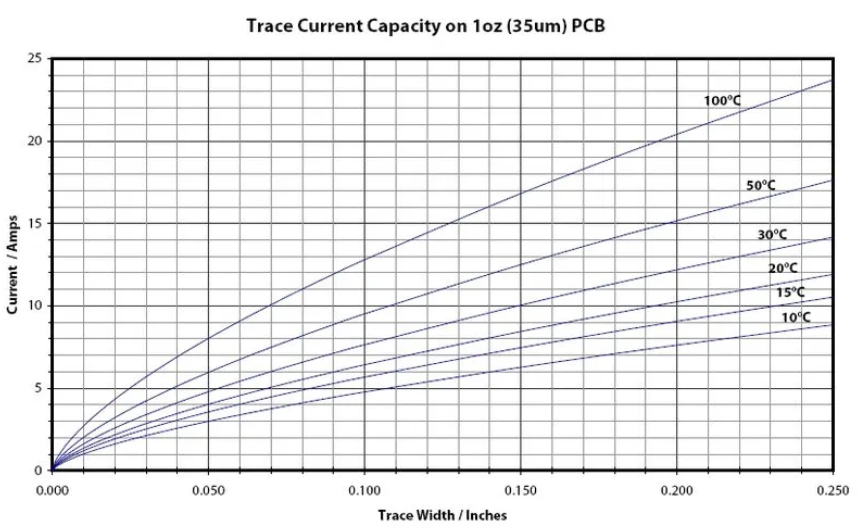 Trace Current Capacity on 1oz (35um) PCB
25
20
15
10
5
0
Current / Amps
100°C
50°C
30°C
20°C
15°C
10°C
0.000 0.050 0.100 0.150 0.200 0.250
Trace Width / Inches